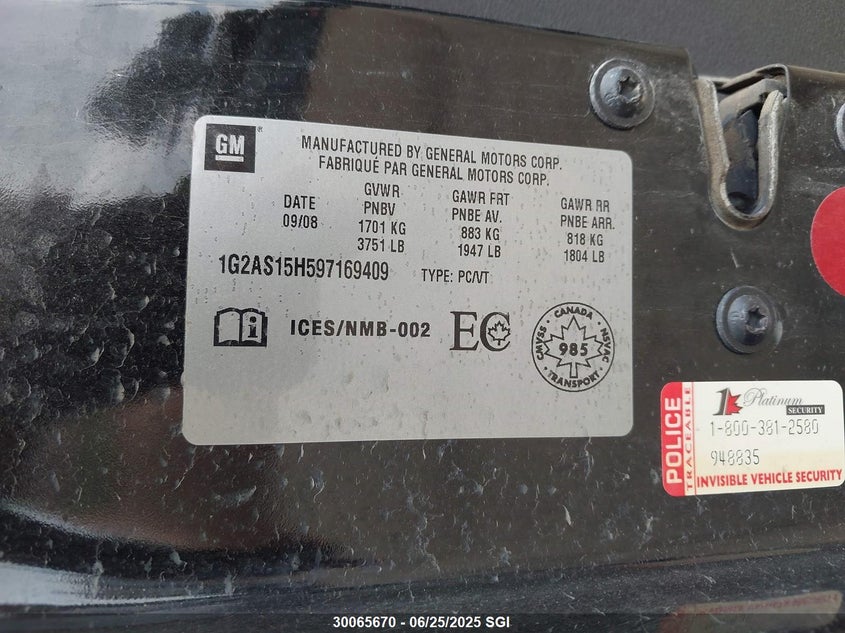 GM
MANUFACTURED BY GENERAL MOTORS CORP.
FABRIQUÉ PAR GENERAL MOTORS CORP.
DATE
09/08
GVWR
PNBV
1701 KG
3751 LB
GAWR FRT
PNBE AV.
883 KG
1947 LB
GAWR RR
PNBE ARR.
818 KG
1804 LB
1G2AS15H597169409
TYPE: PC/VT
ICES/NMB-002
EC
CANADA
CMVSS
NSVAC
985
TRANSPORT
POLICE
TRACEABLE
1 Platinum
SECURITY
1-800-381-2580
948835
INVISIBLE VEHICLE SECURITY
30065670 - 06/25/2025 SGI